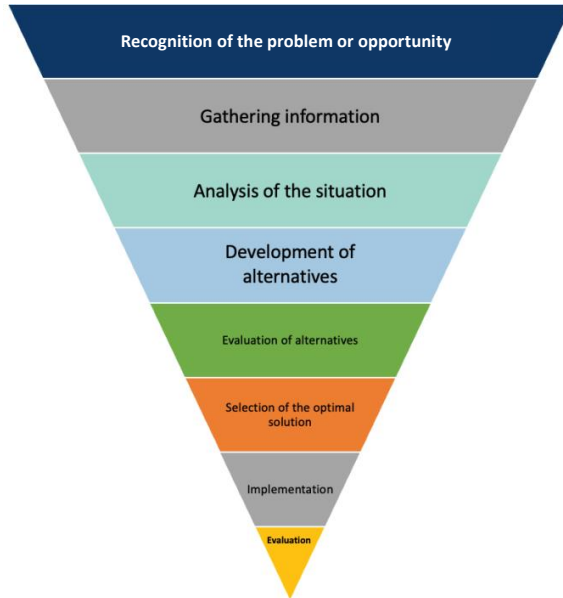 Recognition of the problem or opportunity
Gathering information
Analysis of the situation
Development of
alternatives
Evaluation of alternatives
Selection of the optimal
solution
Implementation
Evaluation